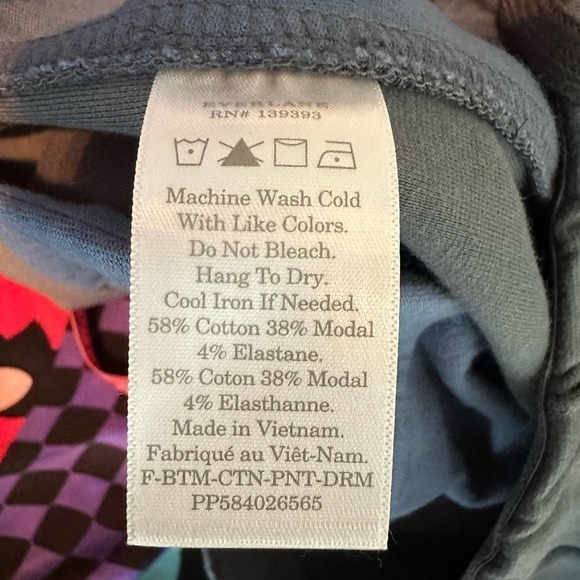 EVERLANE
RN# 139393
Machine Wash Cold
With Like Colors.
Do Not Bleach.
Hang To Dry.
Cool Iron If Needed.
58% Cotton 38% Modal
4% Elastane.
58% Coton 38% Modal
4% Elasthanne.
Made in Vietnam.
Fabriqué au Viêt-Nam.
F-BTM-CTN-PNT-DRM
PP584026565